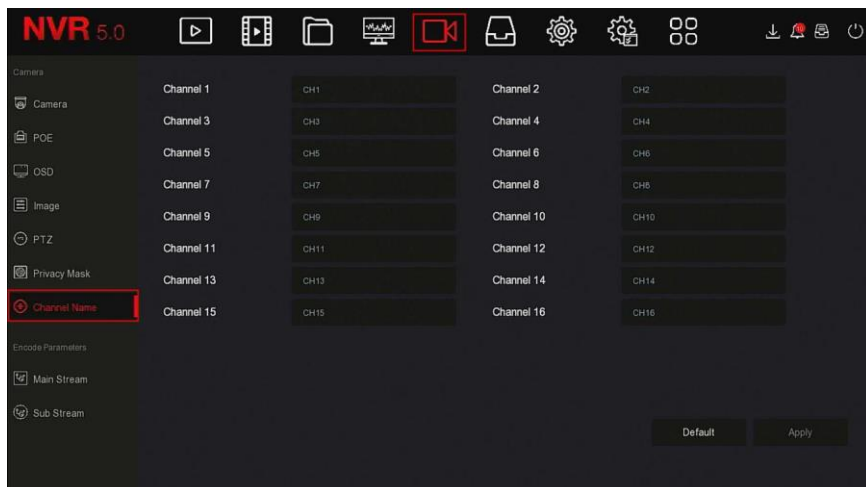 NVR 5.0
Camera
Camera
POE
OSD
Image
PTZ
Privacy Mask
Channel Name
Encode Parameters
Main Stream
Sub Stream
Channel 1 CH1 Channel 2 CH2
Channel 3 CH3 Channel 4 CH4
Channel 5 CH5 Channel 6 CH6
Channel 7 CH7 Channel 8 CH8
Channel 9 CH9 Channel 10 CH10
Channel 11 CH11 Channel 12 CH12
Channel 13 CH13 Channel 14 CH14
Channel 15 CH15 Channel 16 CH16
Default Apply